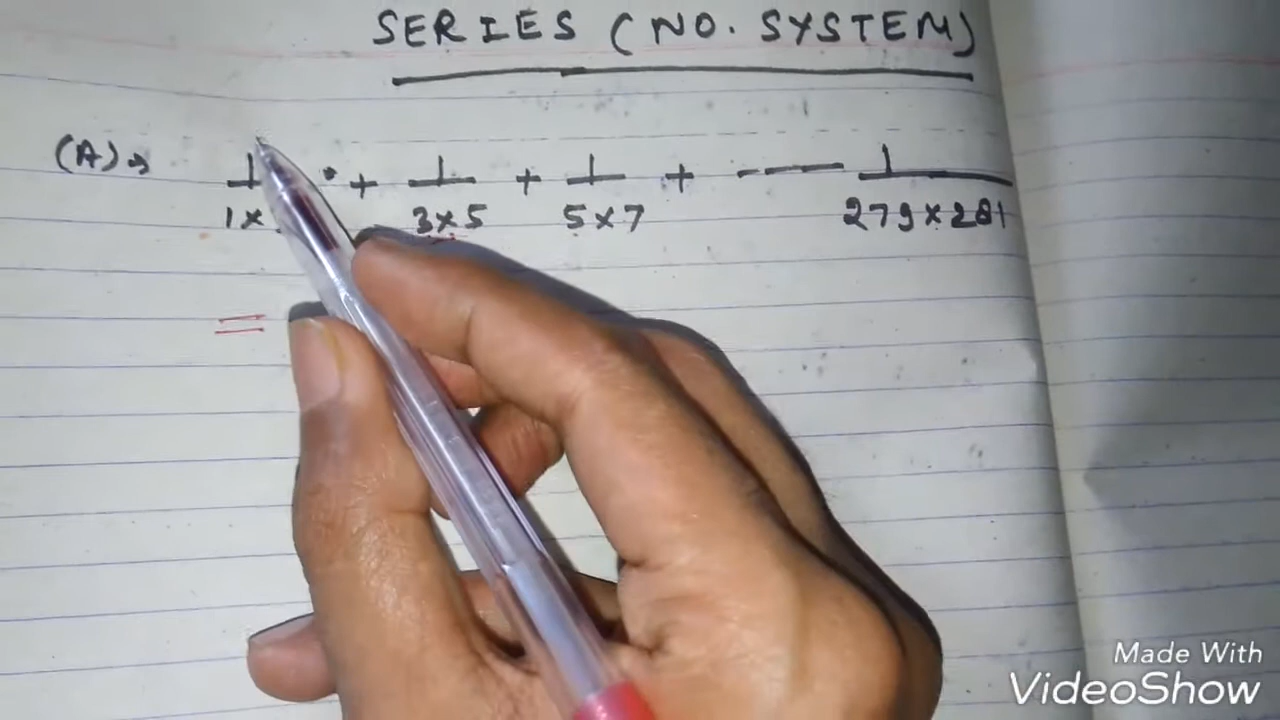 SERIES (NO. SYSTEM)
(A)→ 1 + 1 + 1 + - — 1
1× 3×5 5×7 279×281
=
Made With
VideoShow